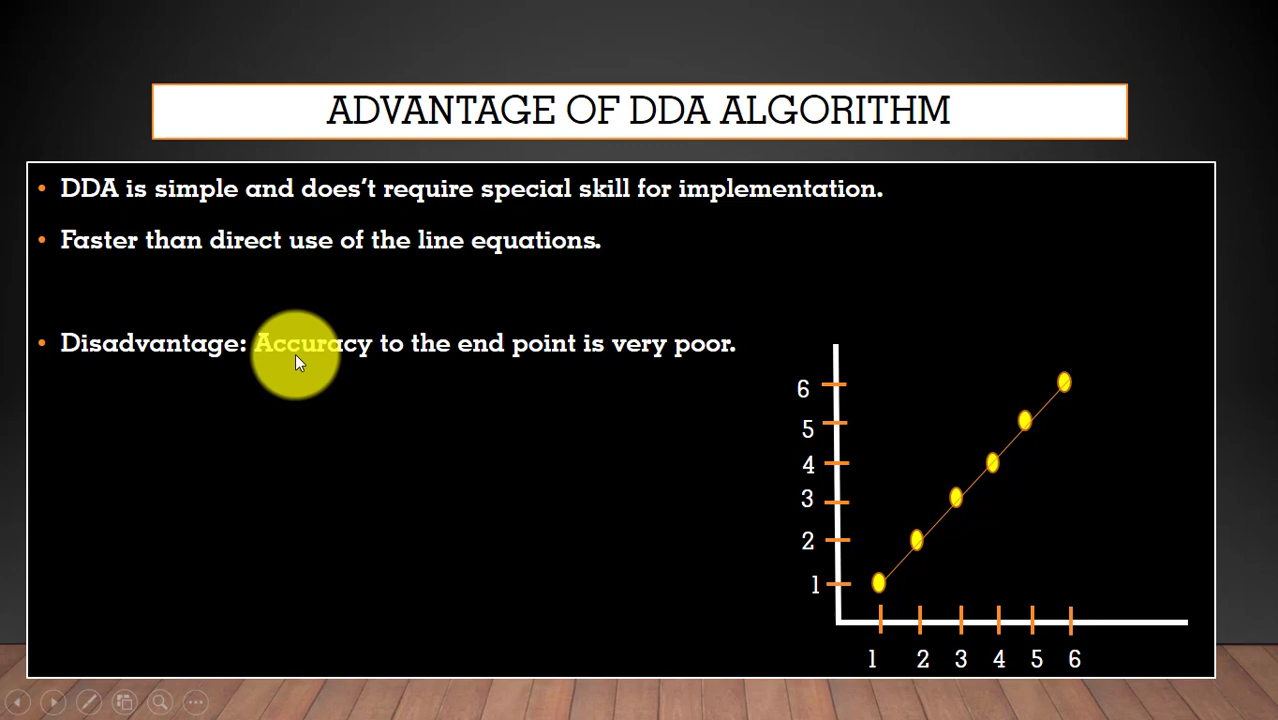 ADVANTAGE OF DDA ALGORITHM
• DDA is simple and does't require special skill for implementation.
• Faster than direct use of the line equations.
• Disadvantage: Accuracy to the end point is very poor.
6
5
4
3
2
1
1 2 3 4 5 6